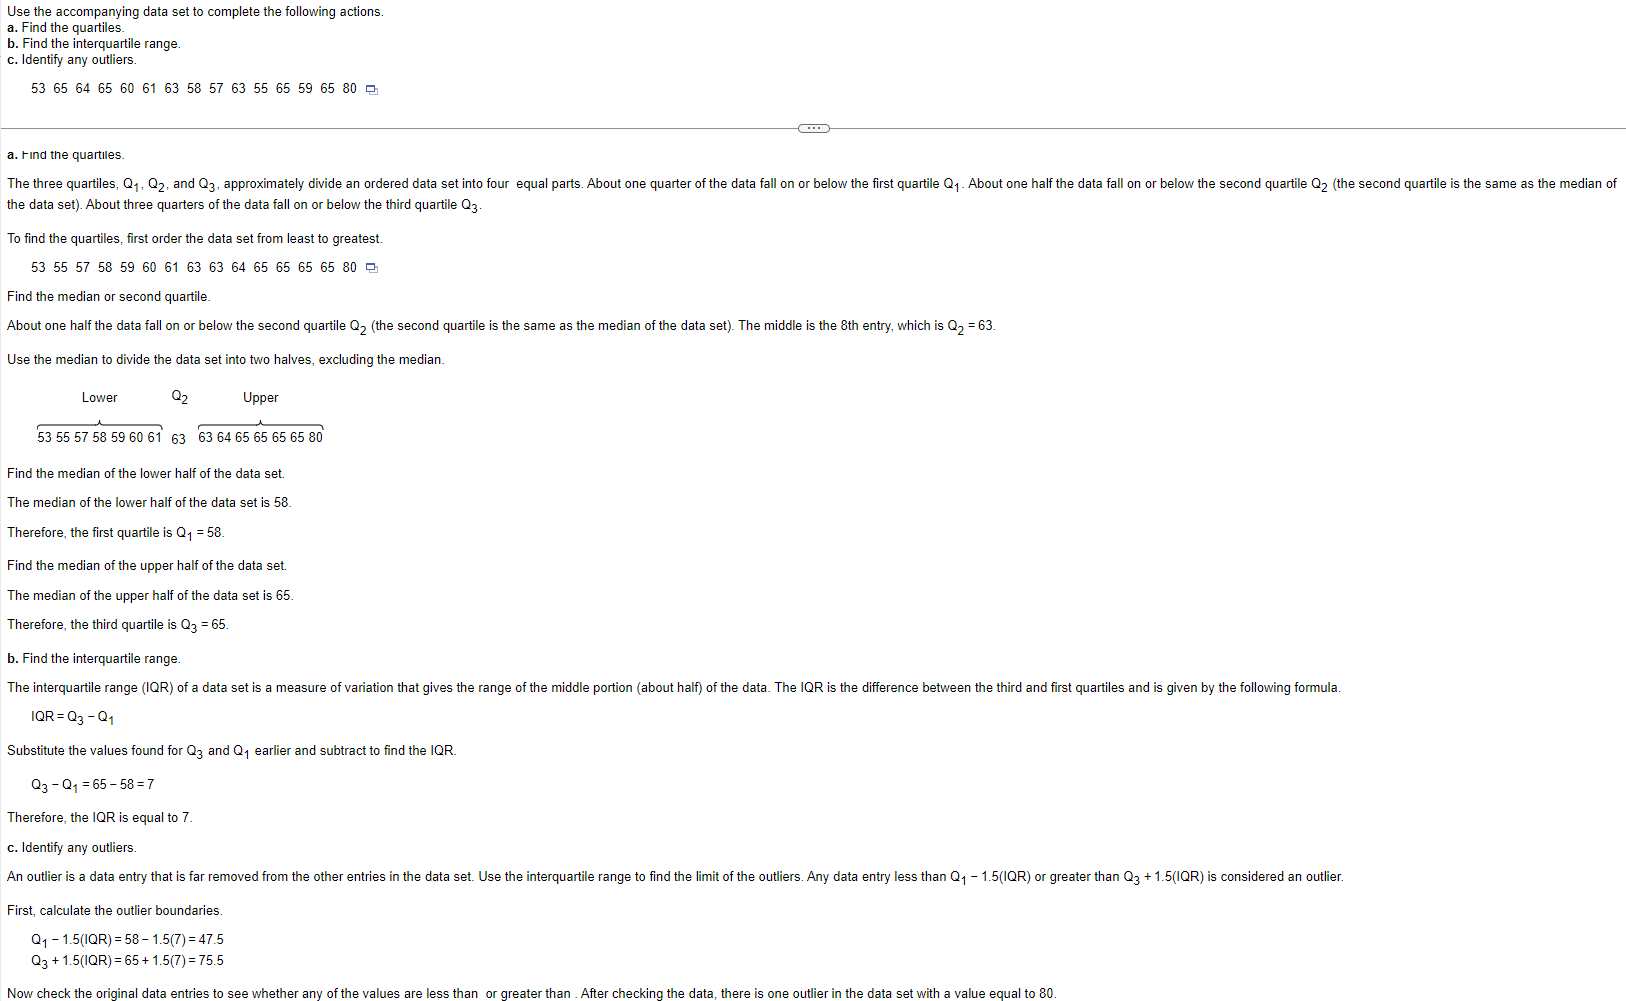 Use the accompanying data set to complete the following actions.
a. Find the quartiles.
b. Find the interquartile range.
c. Identify any outliers.
53 65 64 65 60 61 63 58 57 63 55 65 59 65 80
a. Find the quartiles.
The three quartiles, Q1, Q2, and Q3, approximately divide an ordered data set into four equal parts. About one quarter of the data fall on or below the first quartile Q1. About one half the data fall on or below the second quartile Q2 (the second quartile is the same as the median of
the data set). About three quarters of the data fall on or below the third quartile Q3.
To find the quartiles, first order the data set from least to greatest.
53 55 57 58 59 60 61 63 63 64 65 65 65 65 80
Find the median or second quartile.
About one half the data fall on or below the second quartile Q2 (the second quartile is the same as the median of the data set). The middle is the 8th entry, which is Q2 = 63.
Use the median to divide the data set into two halves, excluding the median.
Lower Q2 Upper
53 55 57 58 59 60 61 63 63 64 65 65 65 65 80
Find the median of the lower half of the data set.
The median of the lower half of the data set is 58.
Therefore, the first quartile is Q1 = 58.
Find the median of the upper half of the data set.
The median of the upper half of the data set is 65.
Therefore, the third quartile is Q3 = 65.
b. Find the interquartile range.
The interquartile range (IQR) of a data set is a measure of variation that gives the range of the middle portion (about half) of the data. The IQR is the difference between the third and first quartiles and is given by the following formula.
IQR = Q3 − Q1
Substitute the values found for Q3 and Q1 earlier and subtract to find the IQR.
Q3 − Q1 = 65 − 58 = 7
Therefore, the IQR is equal to 7.
c. Identify any outliers.
An outlier is a data entry that is far removed from the other entries in the data set. Use the interquartile range to find the limit of the outliers. Any data entry less than Q1 − 1.5(IQR) or greater than Q3 + 1.5(IQR) is considered an outlier.
First, calculate the outlier boundaries.
Q1 − 1.5(IQR) = 58 − 1.5(7) = 47.5
Q3 + 1.5(IQR) = 65 + 1.5(7) = 75.5
Now check the original data entries to see whether any of the values are less than or greater than . After checking the data, there is one outlier in the data set with a value equal to 80.